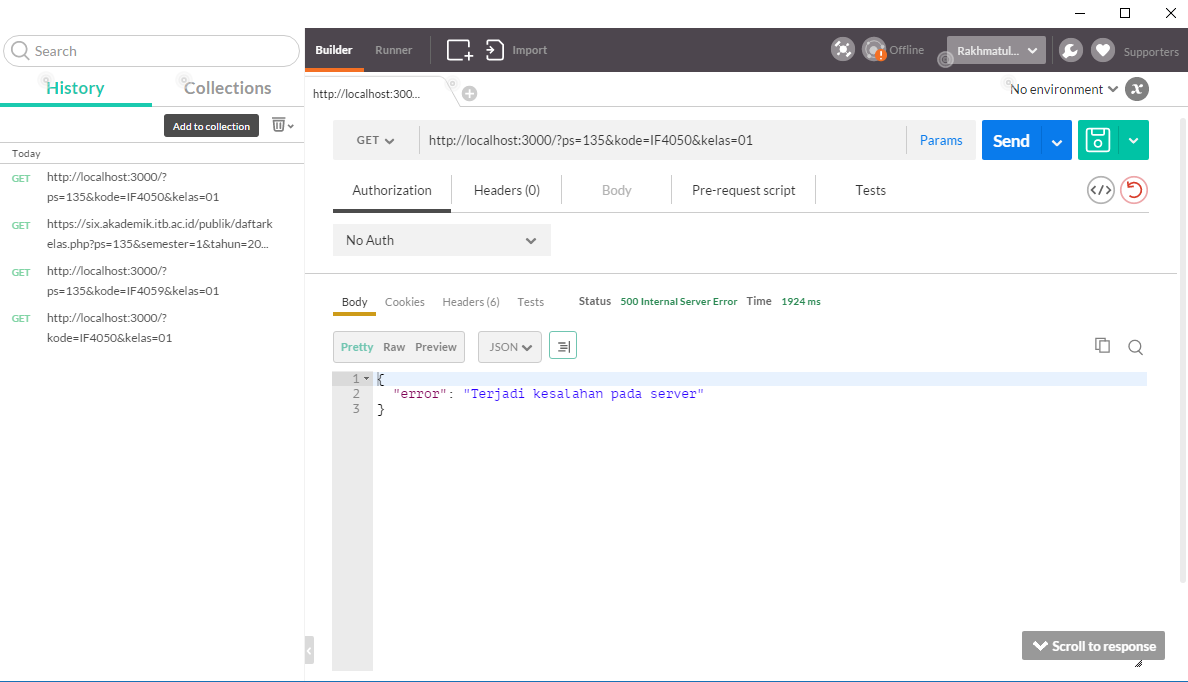 Search
History
Collections
Add to collection
Today
GET
http://localhost:3000/?
ps=135&kode=IF4050&kelas=01
GET
https://six.akademik.itb.ac.id/publik/daftark
elas.php?ps=135&semester=1&tahun=20...
GET
http://localhost:3000/?
ps=135&kode=IF4059&kelas=01
GET
http://localhost:3000/?
kode=IF4050&kelas=01
Builder
Runner
Import
Offline
Rakhmatul...
Supporters
http://localhost:300...
No environment
GET
http://localhost:3000/?ps=135&kode=IF4050&kelas=01
Params
Send
Authorization
Headers (0)
Body
Pre-request script
Tests
No Auth
Body
Cookies
Headers (6)
Tests
Status 500 Internal Server Error Time 1924 ms
Pretty
Raw
Preview
JSON
1 {
2 "error": "Terjadi kesalahan pada server"
3 }
Scroll to response